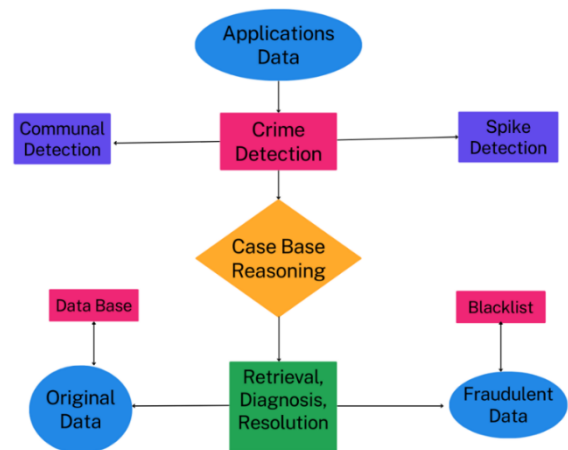 Applications
Data
Communal
Detection
Crime
Detection
Spike
Detection
Case Base
Reasoning
Data Base
Blacklist
Original
Data
Retrieval,
Diagnosis,
Resolution
Fraudulent
Data